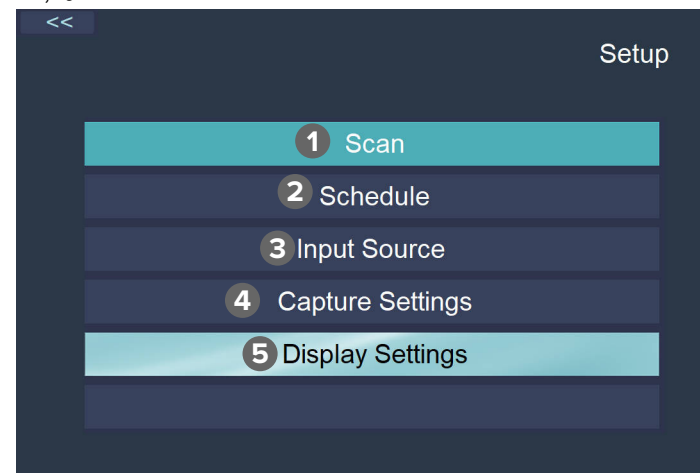 <<
Setup
1 Scan
2 Schedule
3 Input Source
4 Capture Settings
5 Display Settings